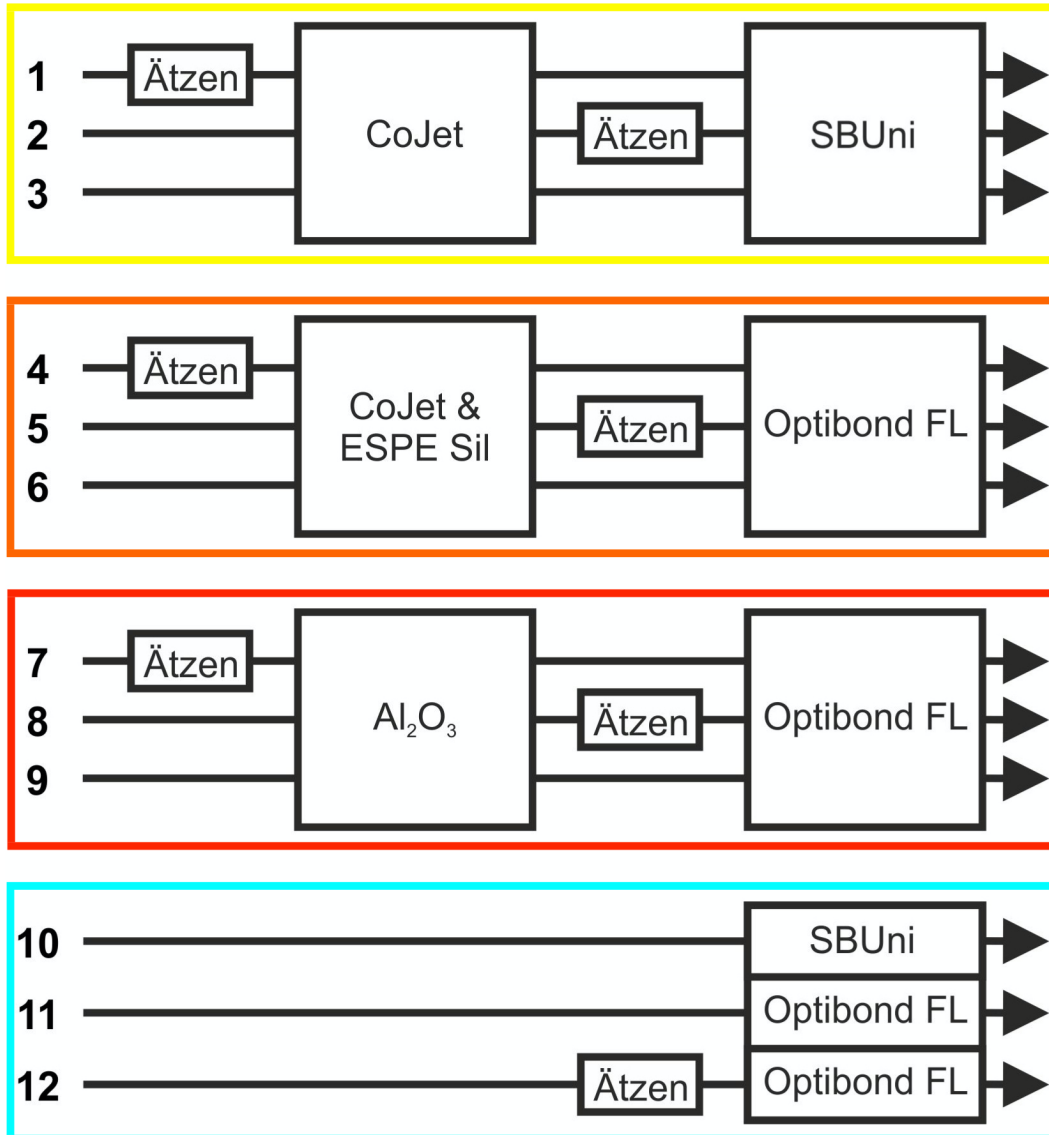 1 Ätzen
2 CoJet Ätzen SBUni
3
4 Ätzen
5 CoJet & ESPE Sil Ätzen Optibond FL
6
7 Ätzen
8 Al₂O₃ Ätzen Optibond FL
9
10 SBUni
11 Optibond FL
12 Ätzen Optibond FL